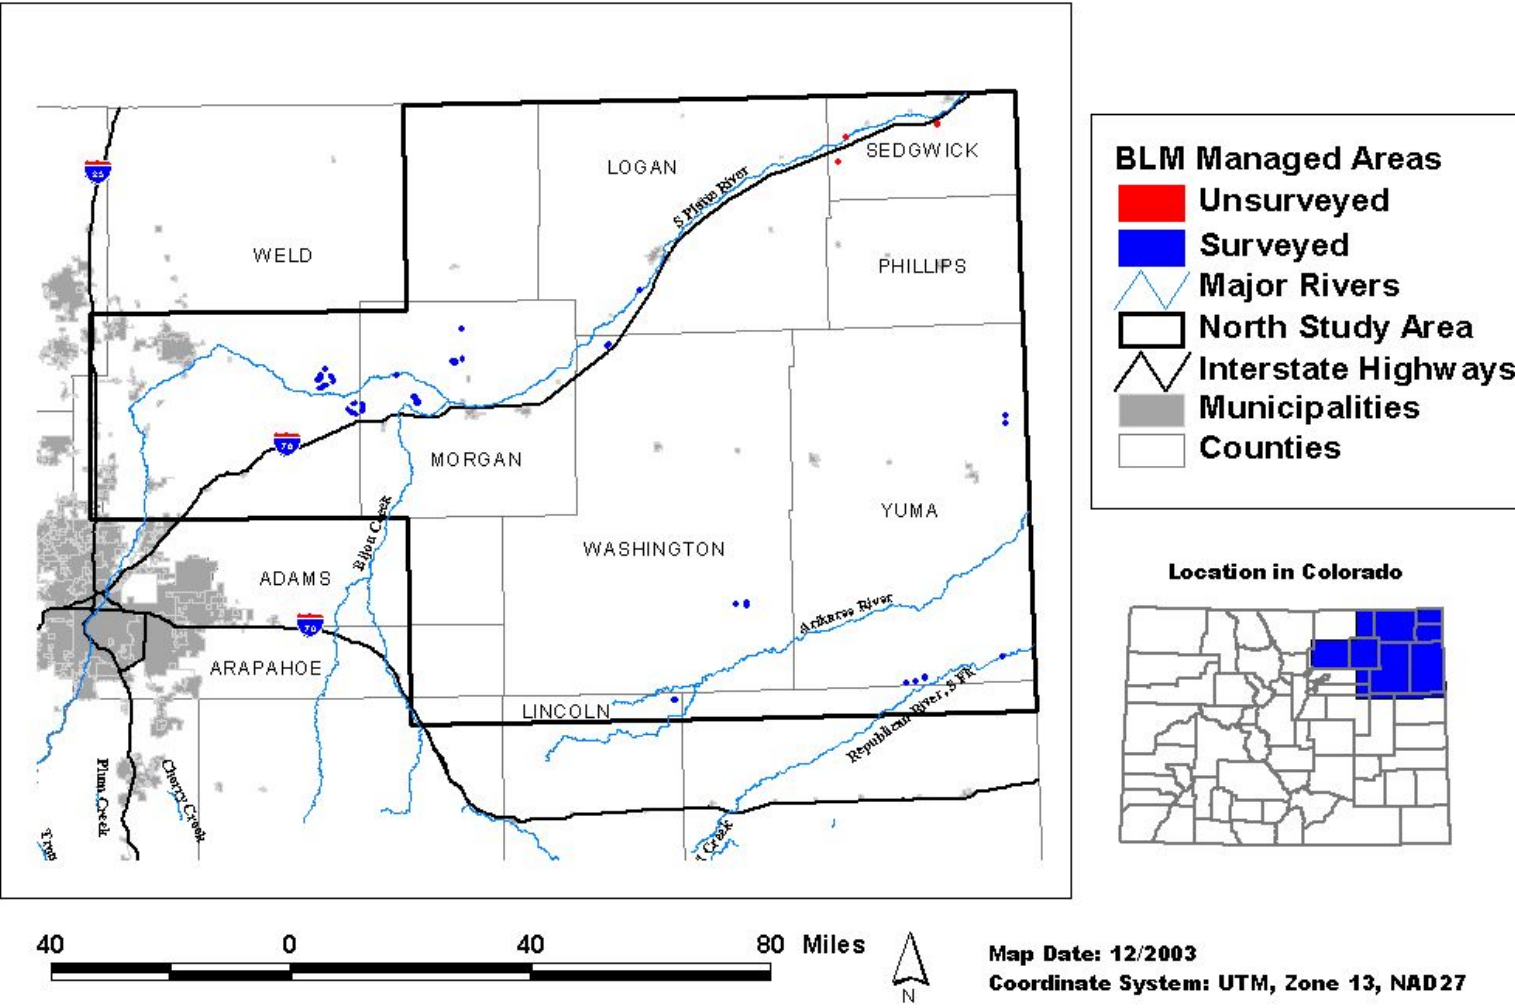 25
LOGAN
SEDGWICK
S Platte River
WELD
PHILLIPS
76
MORGAN
YUMA
Bijou Creek
WASHINGTON
ADAMS
Arikaree River
70
ARAPAHOE
LINCOLN
Republican River, S FR
Plum Creek
Cherry Creek
Creek
BLM Managed Areas
Unsurveyed
Surveyed
Major Rivers
North Study Area
Interstate Highways
Municipalities
Counties
Location in Colorado
40 0 40 80 Miles
N
Map Date: 12/2003
Coordinate System: UTM, Zone 13, NAD27